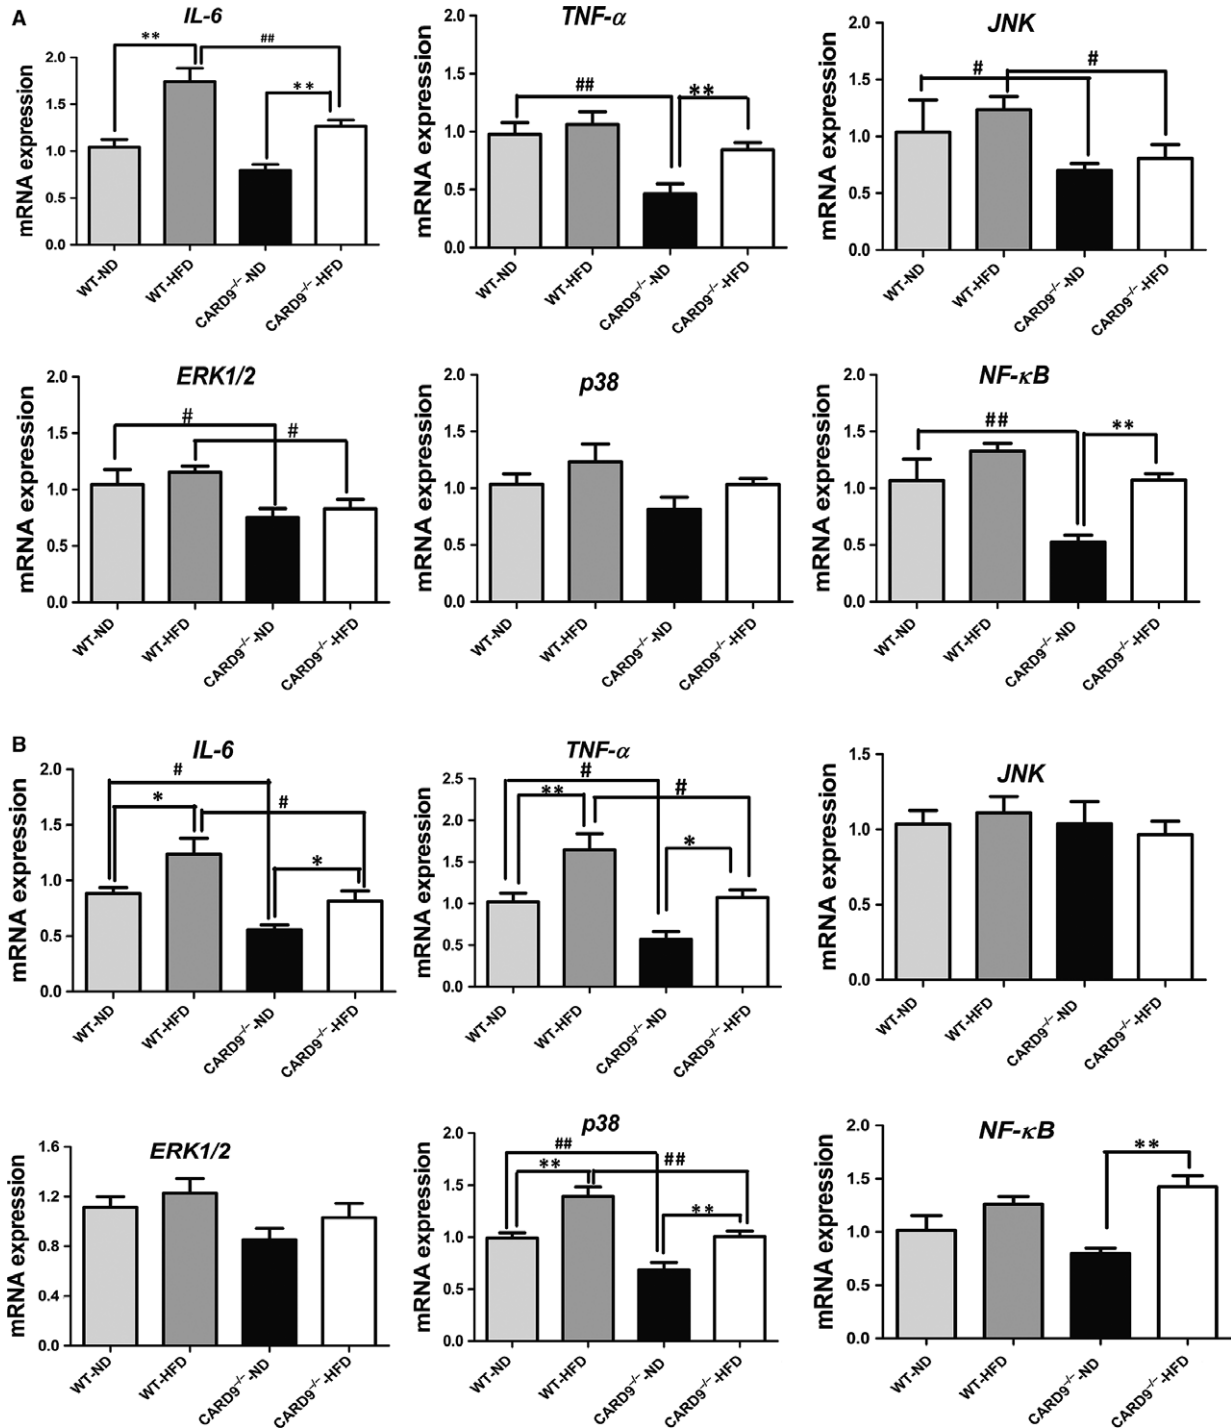 A
IL-6
mRNA expression
2.0
1.5
1.0
0.5
0.0
**
##
**
WT-ND
WT-HFD
CARD9⁻/⁻-ND
CARD9⁻/⁻-HFD
TNF-α
mRNA expression
2.0
1.5
1.0
0.5
0.0
##
**
WT-ND
WT-HFD
CARD9⁻/⁻-ND
CARD9⁻/⁻-HFD
JNK
mRNA expression
2.0
1.5
1.0
0.5
0.0
#
#
WT-ND
WT-HFD
CARD9⁻/⁻-ND
CARD9⁻/⁻-HFD
ERK1/2
mRNA expression
2.0
1.5
1.0
0.5
0.0
#
#
WT-ND
WT-HFD
CARD9⁻/⁻-ND
CARD9⁻/⁻-HFD
p38
mRNA expression
2.0
1.5
1.0
0.5
0.0
WT-ND
WT-HFD
CARD9⁻/⁻-ND
CARD9⁻/⁻-HFD
NF-κB
mRNA expression
2.0
1.5
1.0
0.5
0.0
##
**
WT-ND
WT-HFD
CARD9⁻/⁻-ND
CARD9⁻/⁻-HFD
B
IL-6
mRNA expression
2.0
1.5
1.0
0.5
0.0
#
*
#
*
WT-ND
WT-HFD
CARD9⁻/⁻-ND
CARD9⁻/⁻-HFD
TNF-α
mRNA expression
2.5
2.0
1.5
1.0
0.5
0.0
#
**
#
*
WT-ND
WT-HFD
CARD9⁻/⁻-ND
CARD9⁻/⁻-HFD
JNK
mRNA expression
1.5
1.0
0.5
0.0
WT-ND
WT-HFD
CARD9⁻/⁻-ND
CARD9⁻/⁻-HFD
ERK1/2
mRNA expression
1.6
1.2
0.8
0.4
0.0
WT-ND
WT-HFD
CARD9⁻/⁻-ND
CARD9⁻/⁻-HFD
p38
mRNA expression
2.0
1.5
1.0
0.5
0.0
##
**
##
**
WT-ND
WT-HFD
CARD9⁻/⁻-ND
CARD9⁻/⁻-HFD
NF-κB
mRNA expression
2.0
1.5
1.0
0.5
0.0
**
WT-ND
WT-HFD
CARD9⁻/⁻-ND
CARD9⁻/⁻-HFD